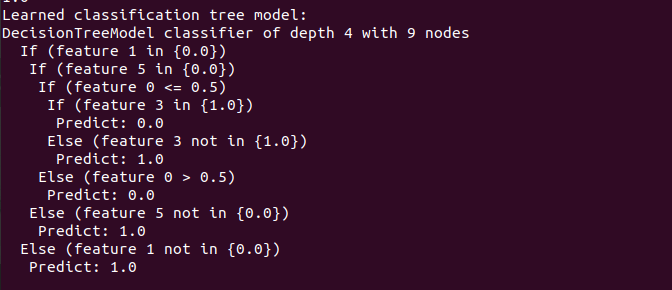 Learned classification tree model:
DecisionTreeModel classifier of depth 4 with 9 nodes
  If (feature 1 in {0.0})
   If (feature 5 in {0.0})
    If (feature 0 <= 0.5)
     If (feature 3 in {1.0})
      Predict: 0.0
     Else (feature 3 not in {1.0})
      Predict: 1.0
    Else (feature 0 > 0.5)
     Predict: 0.0
   Else (feature 5 not in {0.0})
    Predict: 1.0
  Else (feature 1 not in {0.0})
   Predict: 1.0